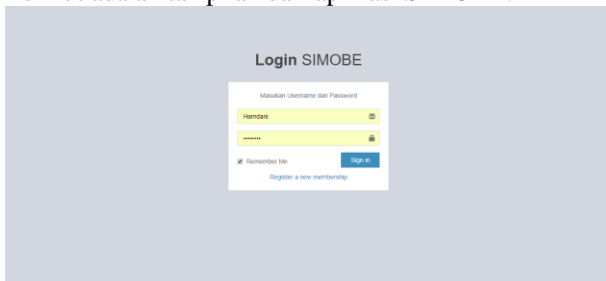 Login SIMOBE
Masukan Username dan Password
Hamdani
••••••••
Remember Me
Sign In
Register a new membership